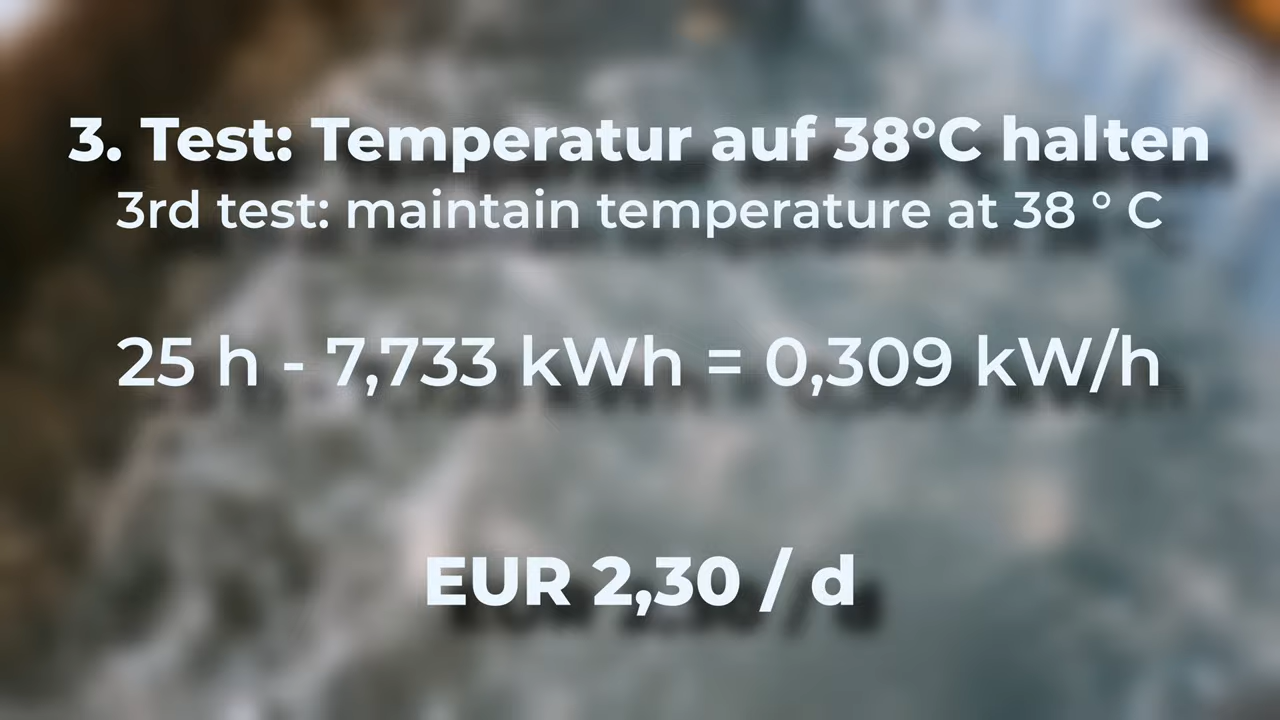 3. Test: Temperatur auf 38°C halten
3rd test: maintain temperature at 38 ° C
25 h - 7,733 kWh = 0,309 kW/h
EUR 2,30 / d